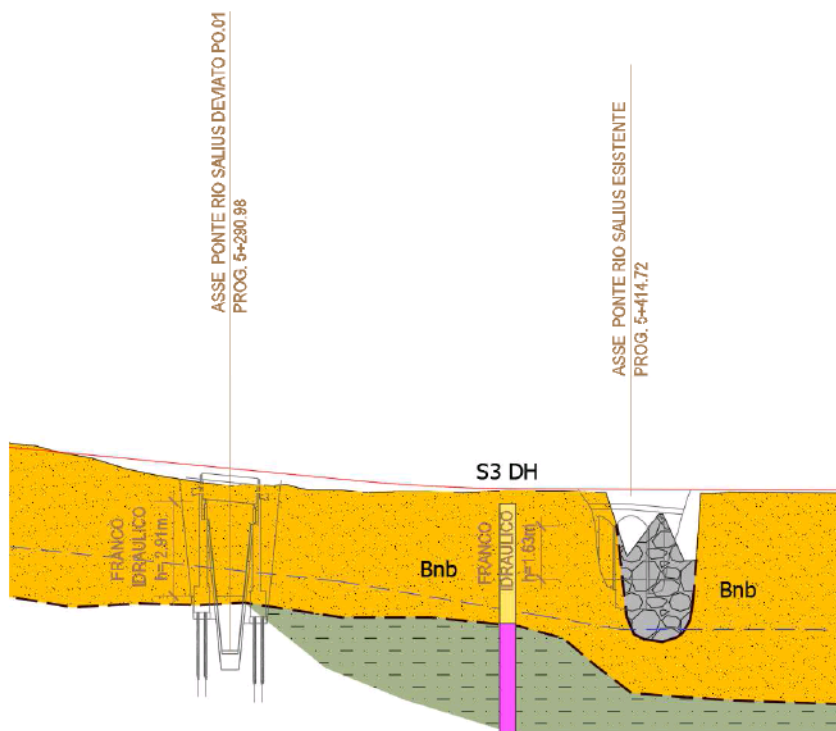 ASSE PONTE RIO SALIUS DEVIATO PO.01
PROG. 5+290.98
ASSE PONTE RIO SALIUS ESISTENTE
PROG. 5+414.72
S3 DH
FRANCO
IDRAULICO
h=2.91m
Bnb
FRANCO
IDRAULICO
h=1.63m
Bnb